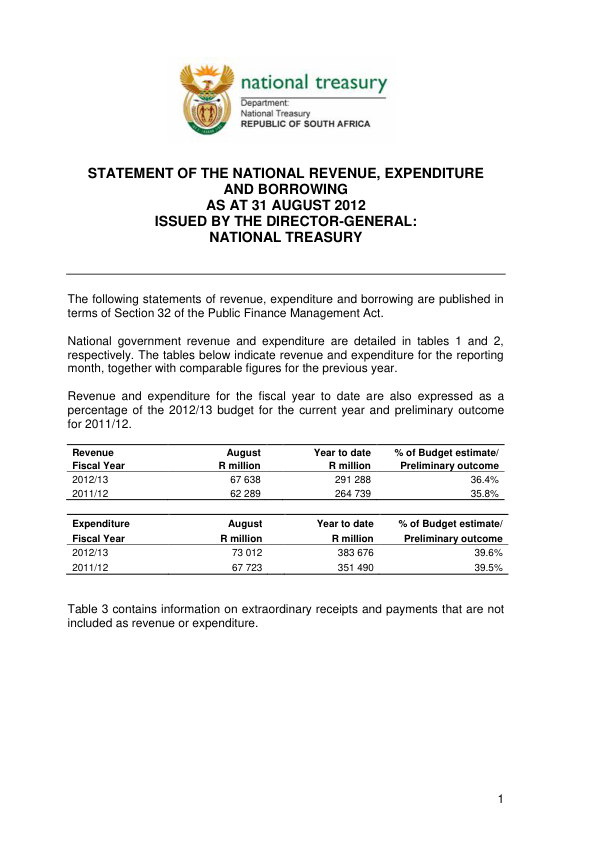 national treasury
Department:
National Treasury
REPUBLIC OF SOUTH AFRICA
STATEMENT OF THE NATIONAL REVENUE, EXPENDITURE
AND BORROWING
AS AT 31 AUGUST 2012
ISSUED BY THE DIRECTOR-GENERAL:
NATIONAL TREASURY
The following statements of revenue, expenditure and borrowing are published in
terms of Section 32 of the Public Finance Management Act.
National government revenue and expenditure are detailed in tables 1 and 2,
respectively. The tables below indicate revenue and expenditure for the reporting
month, together with comparable figures for the previous year.
Revenue and expenditure for the fiscal year to date are also expressed as a
percentage of the 2012/13 budget for the current year and preliminary outcome
for 2011/12.
Revenue August Year to date % of Budget estimate/
Fiscal Year R million R million Preliminary outcome
2012/13 67 638 291 288 36.4%
2011/12 62 289 264 739 35.8%
Expenditure August Year to date % of Budget estimate/
Fiscal Year R million R million Preliminary outcome
2012/13 73 012 383 676 39.6%
2011/12 67 723 351 490 39.5%
Table 3 contains information on extraordinary receipts and payments that are not
included as revenue or expenditure.
1